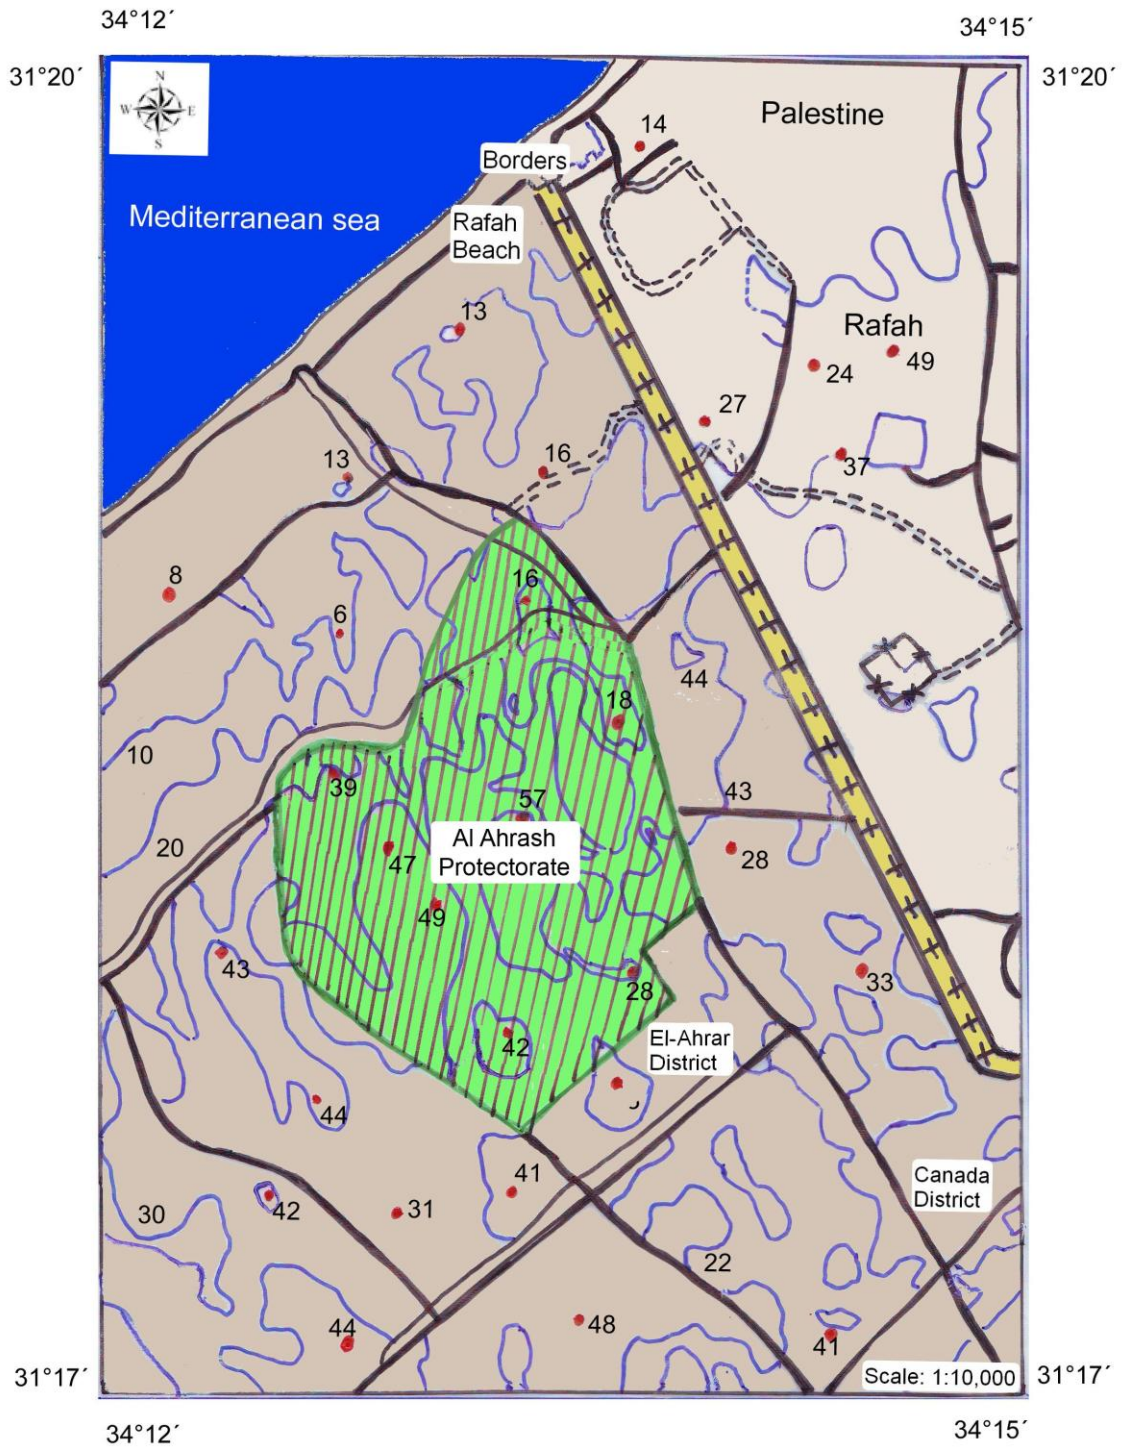 34°12´
34°15´
31°20´
31°20´
N
W
E
S
Palestine
14
Borders
Mediterranean sea
Rafah
Beach
13
Rafah
24
49
27
13
16
37
8
16
6
44
18
10
39
43
57
20
Al Ahrash
Protectorate
47
28
49
43
28
33
42
El-Ahrar
District
44
41
Canada
District
42
31
30
22
48
44
41
Scale: 1:10,000
31°17´
31°17´
34°12´
34°15´